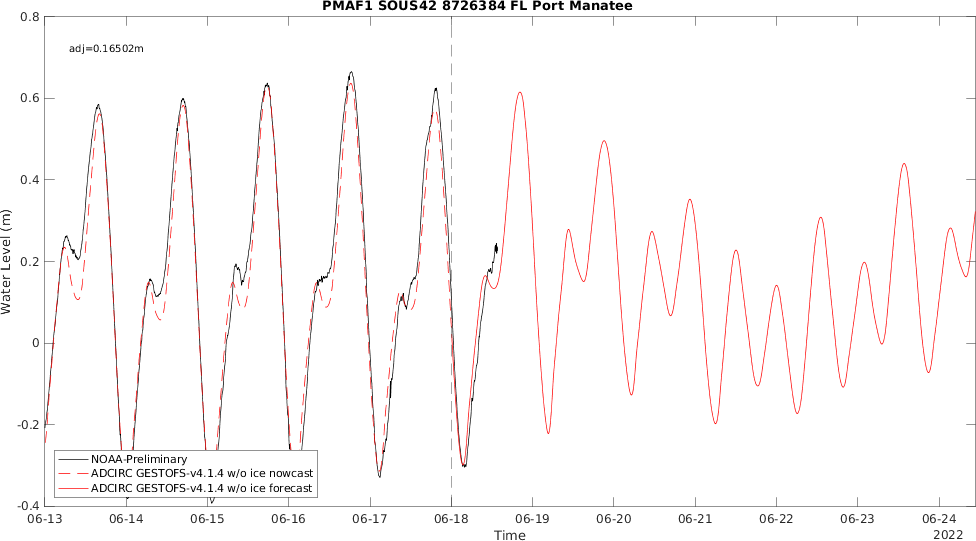 PMAF1 SOUS42 8726384 FL Port Manatee
adj=0.16502m
Water Level (m)
0.8
0.6
0.4
0.2
0
-0.2
-0.4
NOAA-Preliminary
ADCIRC GESTOFS-v4.1.4 w/o ice nowcast
ADCIRC GESTOFS-v4.1.4 w/o ice forecast
06-13 06-14 06-15 06-16 06-17 06-18 06-19 06-20 06-21 06-22 06-23 06-24
2022
Time